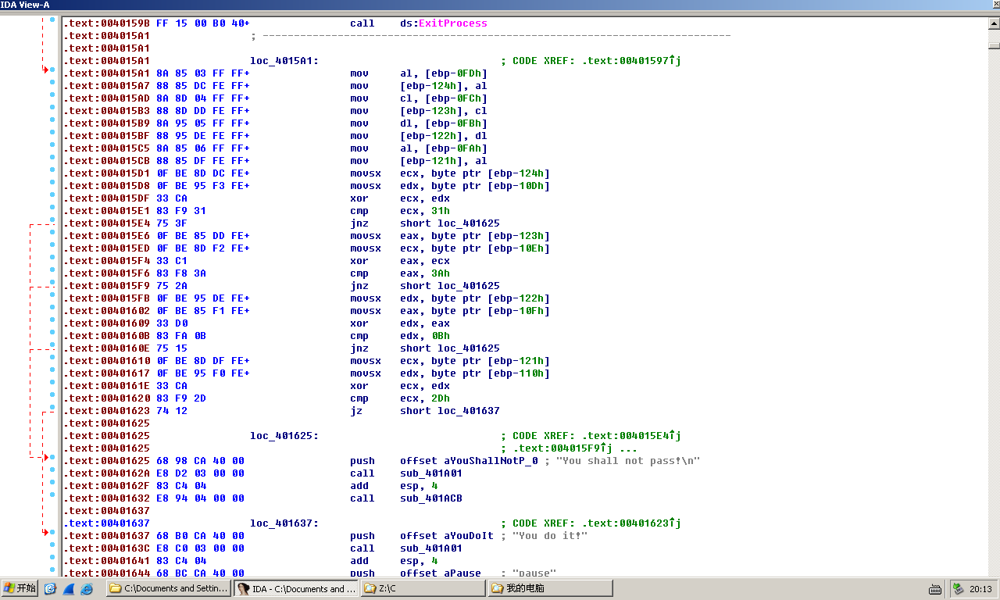 IDA View-A
.text:0040159B FF 15 00 B0 40+ call ds:ExitProcess
.text:004015A1 ; ---------------------------------------------------------------------------
.text:004015A1
.text:004015A1 loc_4015A1: ; CODE XREF: .text:00401597↑j
.text:004015A1 8A 85 03 FF FF+ mov al, [ebp-0FDh]
.text:004015A7 88 85 DC FE FF+ mov [ebp-124h], al
.text:004015AD 8A 8D 04 FF FF+ mov cl, [ebp-0FCh]
.text:004015B3 88 8D DD FE FF+ mov [ebp-123h], cl
.text:004015B9 8A 95 05 FF FF+ mov dl, [ebp-0FBh]
.text:004015BF 88 95 DE FE FF+ mov [ebp-122h], dl
.text:004015C5 8A 85 06 FF FF+ mov al, [ebp-0FAh]
.text:004015CB 88 85 DF FE FF+ mov [ebp-121h], al
.text:004015D1 0F BE 8D DC FE+ movsx ecx, byte ptr [ebp-124h]
.text:004015D8 0F BE 95 F3 FE+ movsx edx, byte ptr [ebp-10Dh]
.text:004015DF 33 CA xor ecx, edx
.text:004015E1 83 F9 31 cmp ecx, 31h
.text:004015E4 75 3F jnz short loc_401625
.text:004015E6 0F BE 85 DD FE+ movsx eax, byte ptr [ebp-123h]
.text:004015ED 0F BE 8D F2 FE+ movsx ecx, byte ptr [ebp-10Eh]
.text:004015F4 33 C1 xor eax, ecx
.text:004015F6 83 F8 3A cmp eax, 3Ah
.text:004015F9 75 2A jnz short loc_401625
.text:004015FB 0F BE 95 DE FE+ movsx edx, byte ptr [ebp-122h]
.text:00401602 0F BE 85 F1 FE+ movsx eax, byte ptr [ebp-10Fh]
.text:00401609 33 D0 xor edx, eax
.text:0040160B 83 FA 0B cmp edx, 0Bh
.text:0040160E 75 15 jnz short loc_401625
.text:00401610 0F BE 8D DF FE+ movsx ecx, byte ptr [ebp-121h]
.text:00401617 0F BE 95 F0 FE+ movsx edx, byte ptr [ebp-110h]
.text:0040161E 33 CA xor ecx, edx
.text:00401620 83 F9 2D cmp ecx, 2Dh
.text:00401623 74 12 jz short loc_401637
.text:00401625
.text:00401625 loc_401625: ; CODE XREF: .text:004015E4↑j
.text:00401625 ; .text:004015F9↑j ...
.text:00401625 68 98 CA 40 00 push offset aYouShallNotP_0 ; "You shall not pass!\n"
.text:0040162A E8 D2 03 00 00 call sub_401A01
.text:0040162F 83 C4 04 add esp, 4
.text:00401632 E8 94 04 00 00 call sub_401ACB
.text:00401637
.text:00401637 loc_401637: ; CODE XREF: .text:00401623↑j
.text:00401637 68 B0 CA 40 00 push offset aYouDoIt ; "You do it!"
.text:0040163C E8 C0 03 00 00 call sub_401A01
.text:00401641 83 C4 04 add esp, 4
.text:00401644 68 BC CA 40 00 push offset aPause ; "pause"
开始 C:\Documents and Settin... IDA - C:\Documents and ... Z:\C 我的电脑 20:13